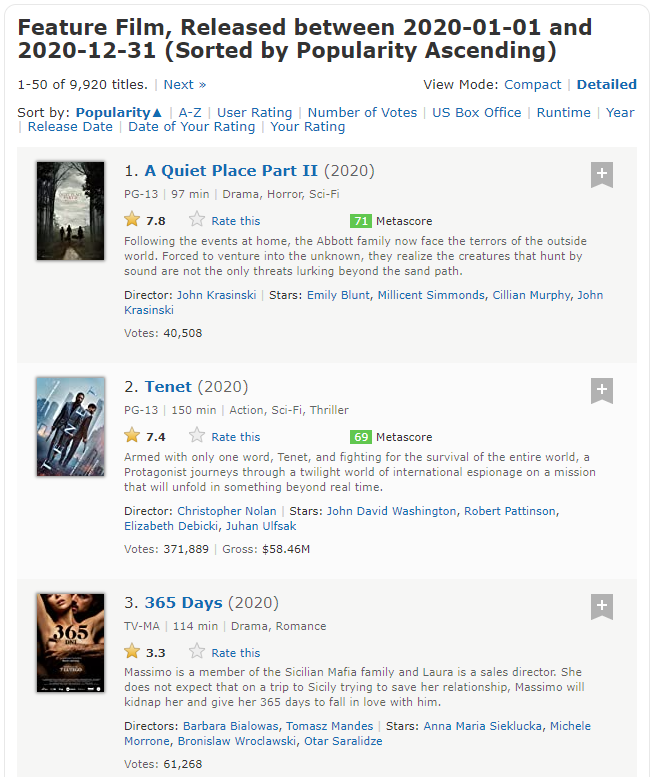 Feature Film, Released between 2020-01-01 and
2020-12-31 (Sorted by Popularity Ascending)
1-50 of 9,920 titles. | Next »
View Mode: Compact | Detailed
Sort by: Popularity▲ | A-Z | User Rating | Number of Votes | US Box Office | Runtime | Year
| Release Date | Date of Your Rating | Your Rating
1. A Quiet Place Part II (2020)
PG-13 | 97 min | Drama, Horror, Sci-Fi
7.8 Rate this 71 Metascore
Following the events at home, the Abbott family now face the terrors of the outside
world. Forced to venture into the unknown, they realize the creatures that hunt by
sound are not the only threats lurking beyond the sand path.
Director: John Krasinski | Stars: Emily Blunt, Millicent Simmonds, Cillian Murphy, John
Krasinski
Votes: 40,508
TENET
2. Tenet (2020)
PG-13 | 150 min | Action, Sci-Fi, Thriller
7.4 Rate this 69 Metascore
Armed with only one word, Tenet, and fighting for the survival of the entire world, a
Protagonist journeys through a twilight world of international espionage on a mission
that will unfold in something beyond real time.
Director: Christopher Nolan | Stars: John David Washington, Robert Pattinson,
Elizabeth Debicki, Juhan Ulfsak
Votes: 371,889 | Gross: $58.46M
365
DNI
3. 365 Days (2020)
TV-MA | 114 min | Drama, Romance
3.3 Rate this
Massimo is a member of the Sicilian Mafia family and Laura is a sales director. She
does not expect that on a trip to Sicily trying to save her relationship, Massimo will
kidnap her and give her 365 days to fall in love with him.
Directors: Barbara Bialowas, Tomasz Mandes | Stars: Anna Maria Sieklucka, Michele
Morrone, Bronislaw Wroclawski, Otar Saralidze
Votes: 61,268